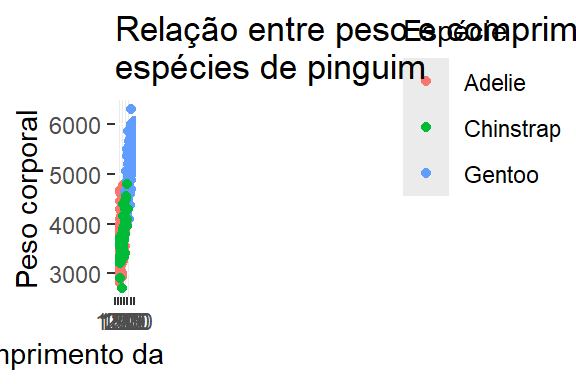 Relação entre peso e comprim
espécies de pinguim
Espécie
Adelie
Chinstrap
Gentoo
6000
5000
4000
3000
Peso corporal
mprimento da